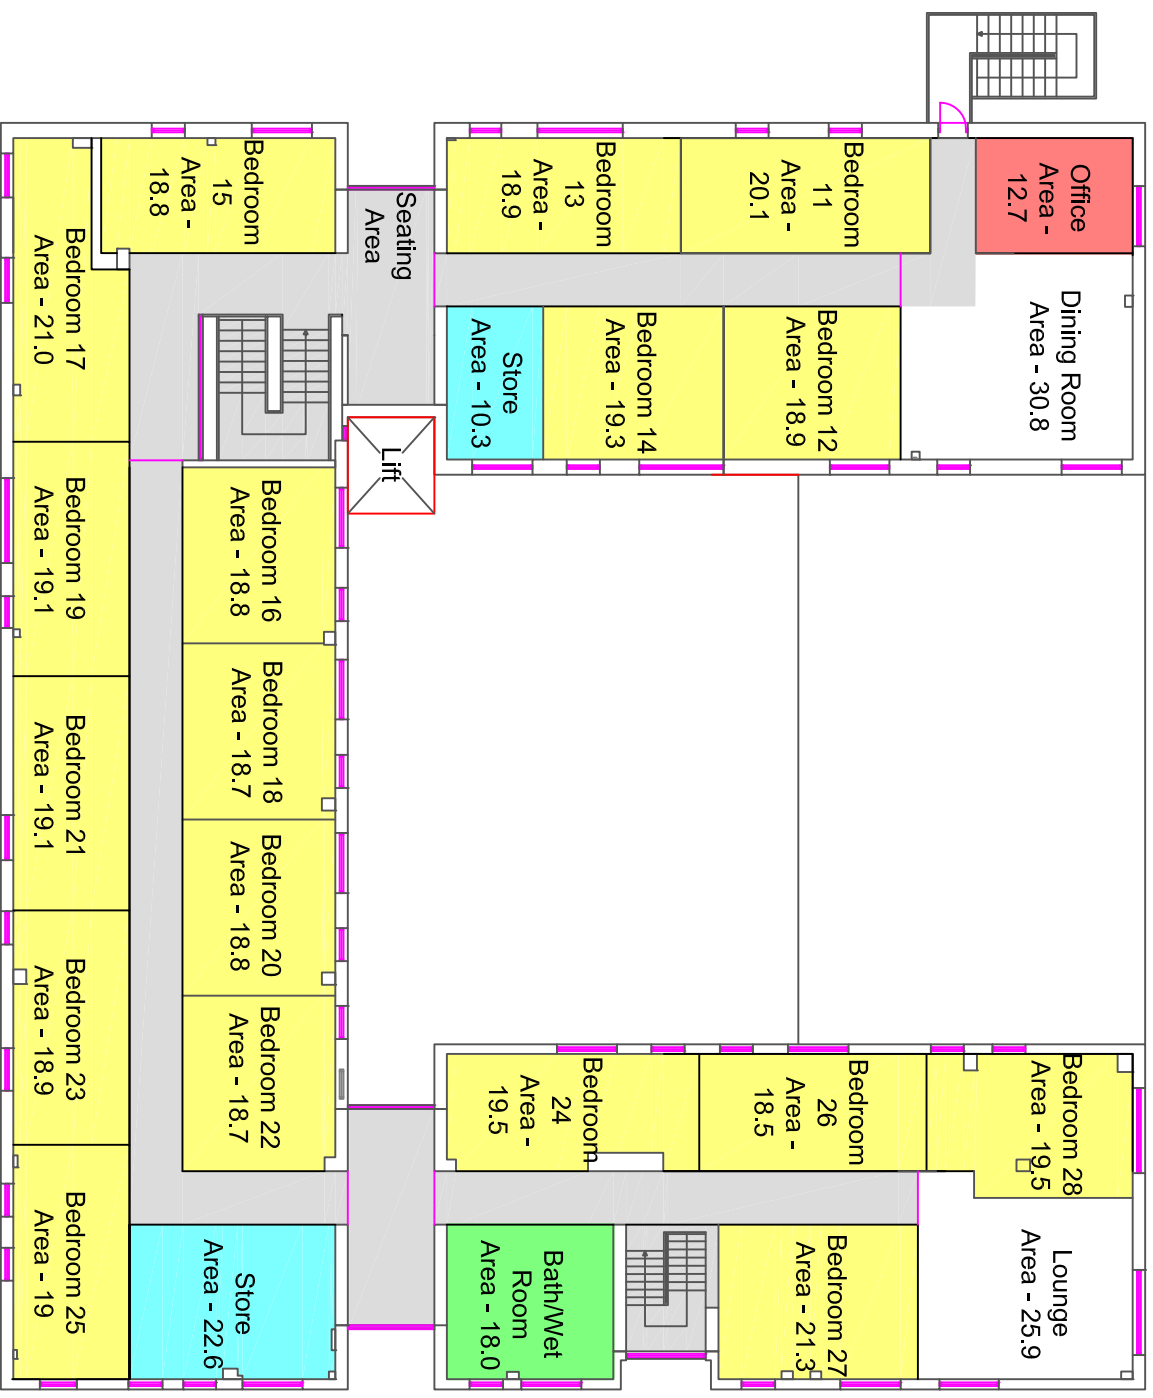 Bedroom
15
Area -
18.8
Bedroom
13
Area -
18.9
Bedroom
11
Area -
20.1
Office
Area -
12.7
Seating
Area
Bedroom 17
Area - 21.0
Store
Area - 10.3
Bedroom 14
Area - 19.3
Bedroom 12
Area - 18.9
Dining Room
Area - 30.8
Lift
Bedroom 19
Area - 19.1
Bedroom 16
Area - 18.8
Bedroom 18
Area - 18.7
Bedroom 21
Area - 19.1
Bedroom 20
Area - 18.8
Bedroom 23
Area - 18.9
Bedroom 22
Area - 18.7
Bedroom
24
Area -
19.5
Bedroom
26
Area -
18.5
Bedroom 28
Area - 19.5
Bedroom 25
Area - 19
Store
Area - 22.6
Bath/Wet
Room
Area - 18.0
Bedroom 27
Area - 21.3
Lounge
Area - 25.9